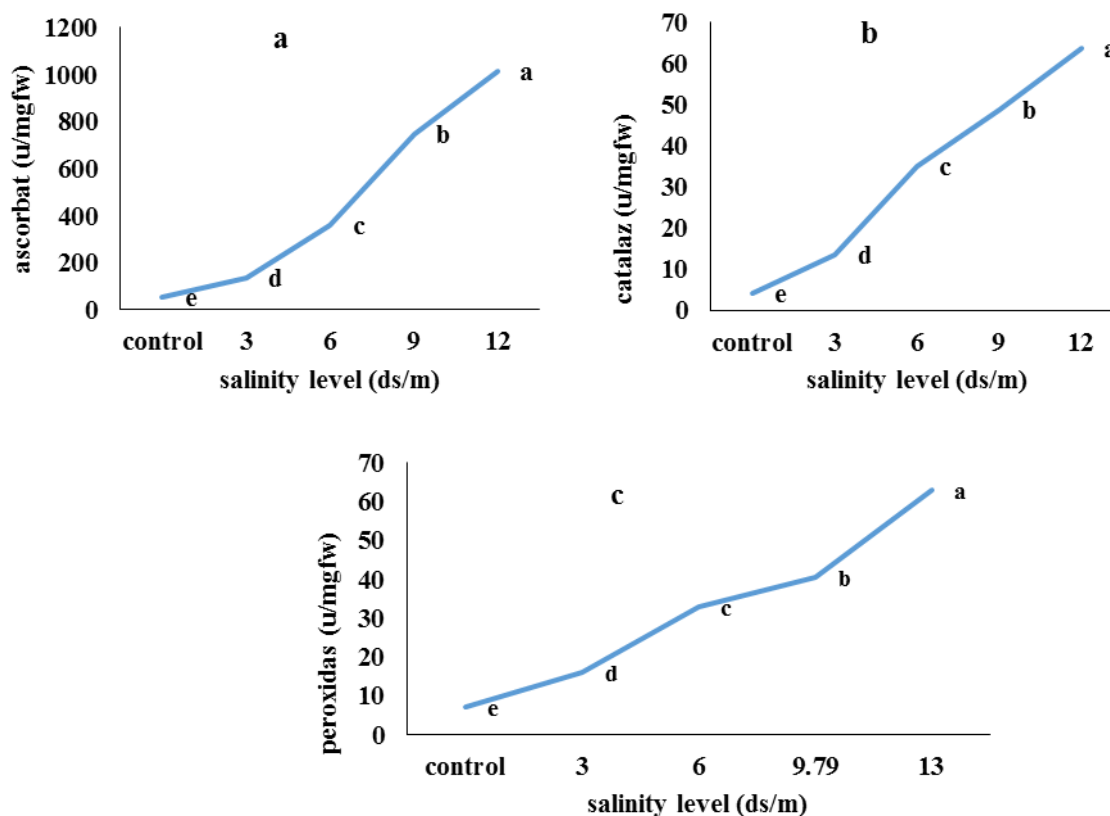 a
1200
1000
800
600
400
200
0
ascorbat (u/mgfw)
a
b
c
d
e
control 3 6 9 12
salinity level (ds/m)
b
70
60
50
40
30
20
10
0
catalaz (u/mgfw)
a
b
c
d
e
control 3 6 9 12
salinity level (ds/m)
c
70
60
50
40
30
20
10
0
peroxidas (u/mgfw)
a
b
c
d
e
control 3 6 9.79 13
salinity level (ds/m)